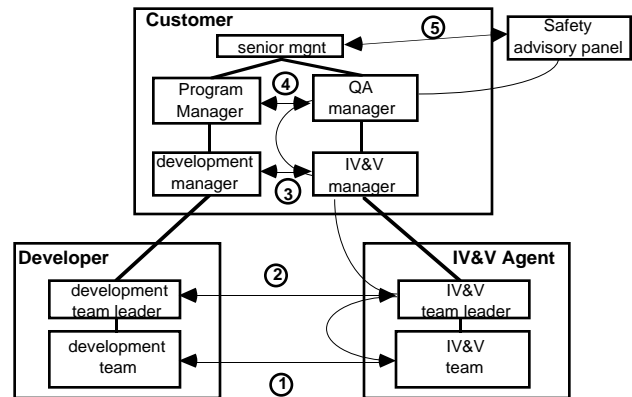 Customer
5
Safety
advisory panel
senior mgnt
Program
Manager
4
QA
manager
development
manager
3
IV&V
manager
Developer
IV&V Agent
2
development
team leader
IV&V
team leader
development
team
IV&V
team
1